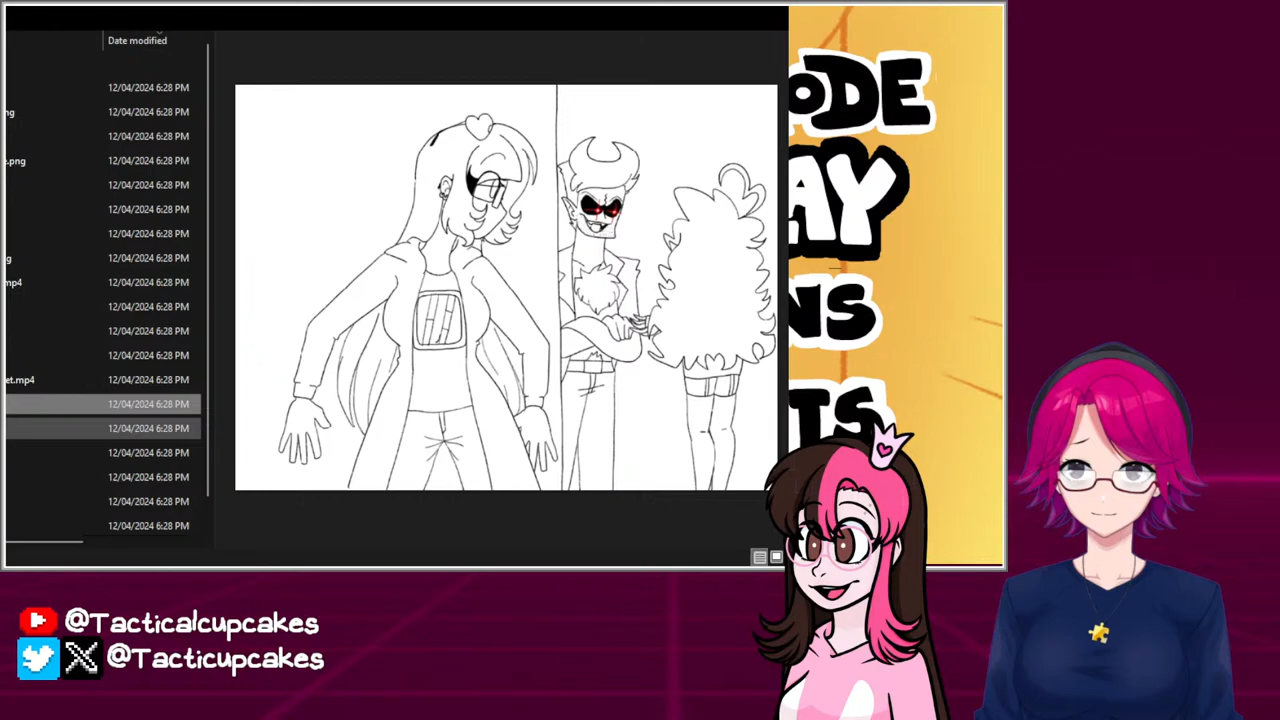 Date modified
12/04/2024 6:28 PM
ng
12/04/2024 6:28 PM
12/04/2024 6:28 PM
e.png
12/04/2024 6:28 PM
12/04/2024 6:28 PM
12/04/2024 6:28 PM
12/04/2024 6:28 PM
g
12/04/2024 6:28 PM
mp4
12/04/2024 6:28 PM
12/04/2024 6:28 PM
12/04/2024 6:28 PM
12/04/2024 6:28 PM
et.mp4
12/04/2024 6:28 PM
12/04/2024 6:28 PM
12/04/2024 6:28 PM
12/04/2024 6:28 PM
12/04/2024 6:28 PM
12/04/2024 6:28 PM
12/04/2024 6:28 PM
ODE
AY
NS
TS
@Tacticalcupcakes
@Tacticupcakes